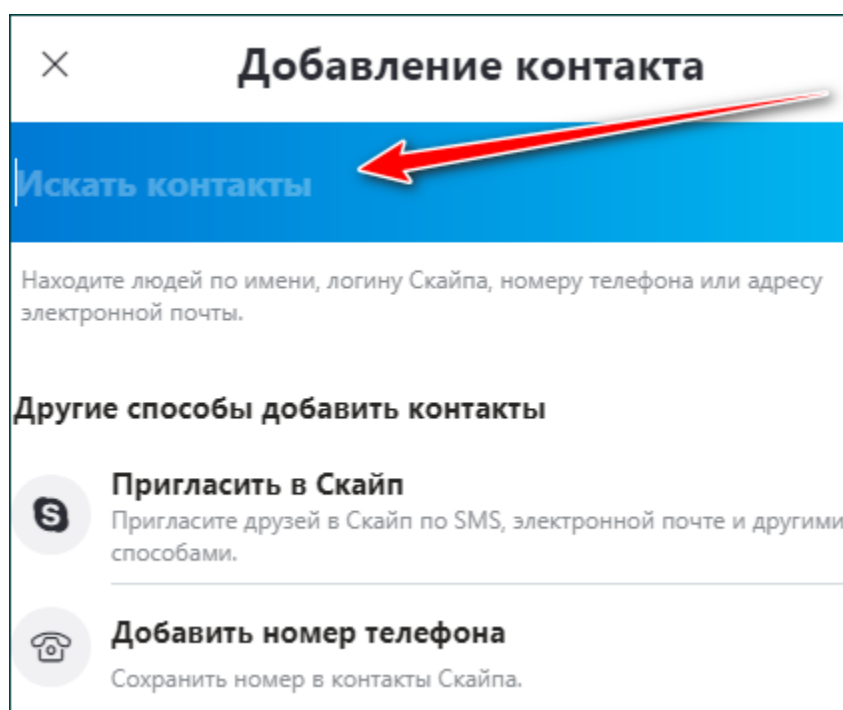 Добавление контакта
Искать контакты
Находите людей по имени, логину Скайпа, номеру телефона или адресу
электронной почты.
Другие способы добавить контакты
Пригласить в Скайп
Пригласите друзей в Скайп по SMS, электронной почте и другими
способами.
Добавить номер телефона
Сохранить номер в контакты Скайпа.